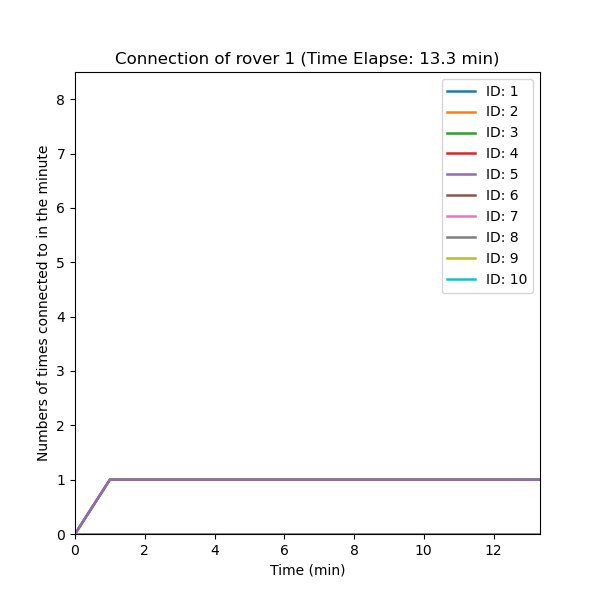 Connection of rover 1 (Time Elapse: 13.3 min)
8
7
6
5
4
3
2
1
0
Numbers of times connected to in the minute
ID: 1
ID: 2
ID: 3
ID: 4
ID: 5
ID: 6
ID: 7
ID: 8
ID: 9
ID: 10
0 2 4 6 8 10 12
Time (min)